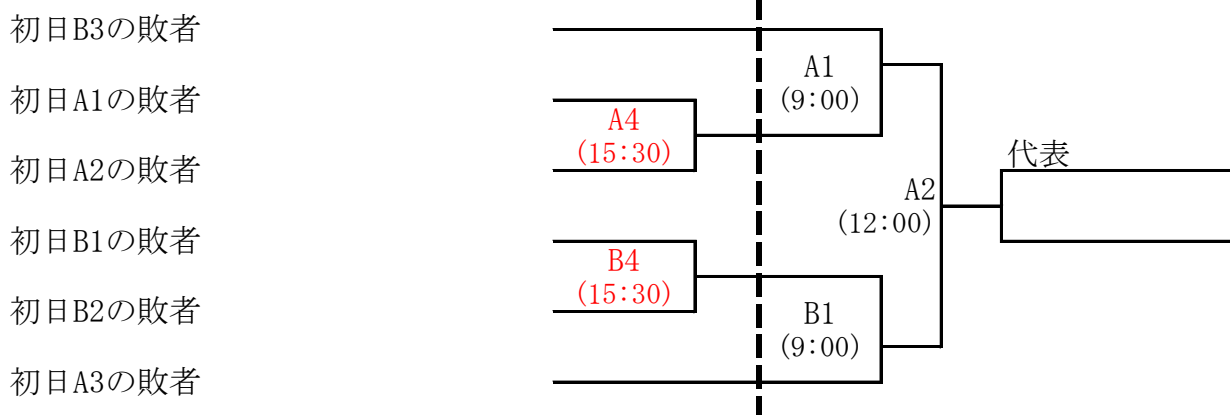 初日B3の敗者
A1
(9:00)
初日A1の敗者
A4
(15:30)
初日A2の敗者
代表
A2
(12:00)
初日B1の敗者
B4
(15:30)
初日B2の敗者
B1
(9:00)
初日A3の敗者